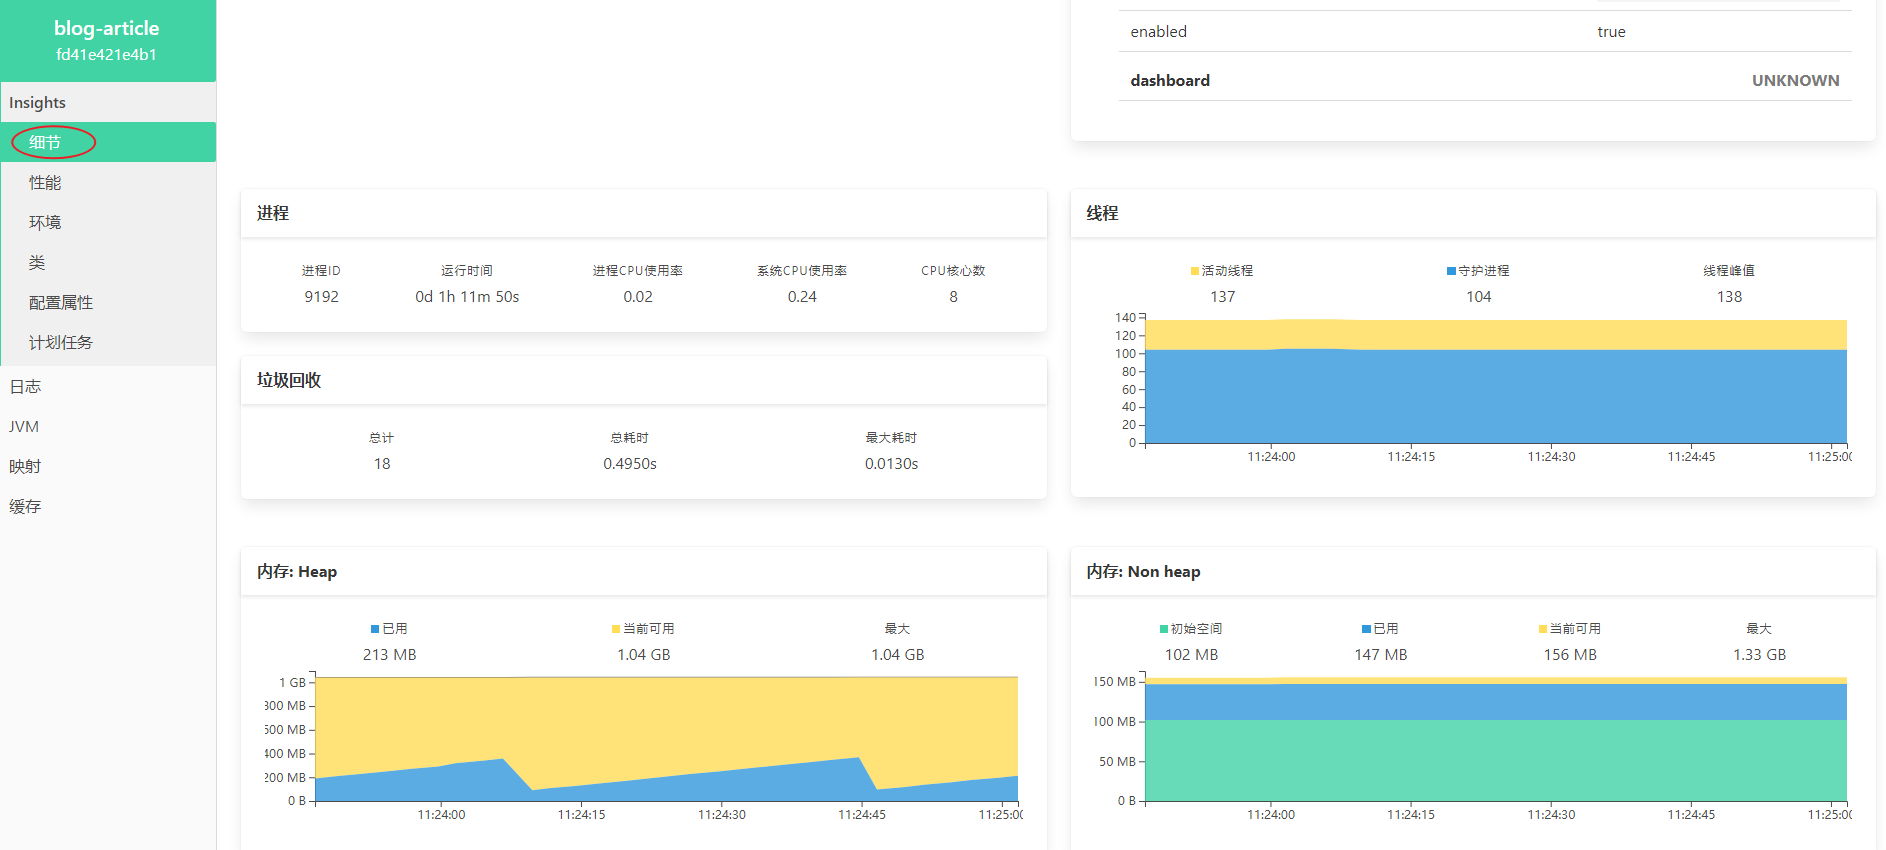 blog-article
fd41e421e4b1
Insights
细节
性能
环境
类
配置属性
计划任务
日志
JVM
映射
缓存
enabled true
dashboard UNKNOWN
进程
进程ID 运行时间 进程CPU使用率 系统CPU使用率 CPU核心数
9192 0d 1h 11m 50s 0.02 0.24 8
线程
活动线程 守护进程 线程峰值
137 104 138
140
120
100
80
60
40
20
0
11:24:00 11:24:15 11:24:30 11:24:45 11:25:00
垃圾回收
总计 总耗时 最大耗时
18 0.4950s 0.0130s
内存: Heap
已用 当前可用 最大
213 MB 1.04 GB 1.04 GB
1 GB
800 MB
600 MB
400 MB
200 MB
0 B
11:24:00 11:24:15 11:24:30 11:24:45 11:25:00
内存: Non heap
初始空间 已用 当前可用 最大
102 MB 147 MB 156 MB 1.33 GB
150 MB
100 MB
50 MB
0 B
11:24:00 11:24:15 11:24:30 11:24:45 11:25:00